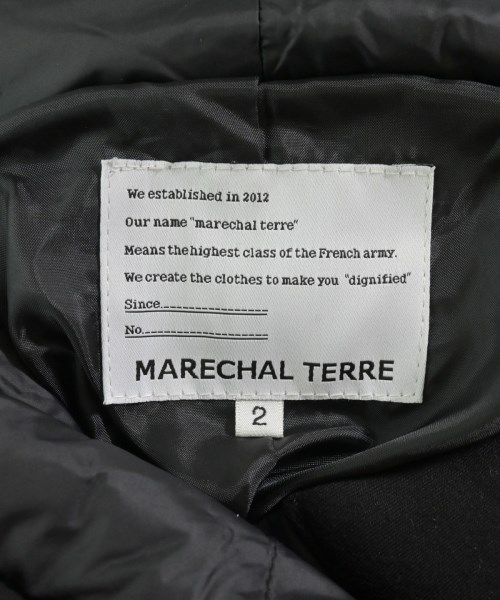 We established in 2012
Our name "marechal terre"
Means the highest class of the French army.
We create the clothes to make you "dignified"
Since
No.
MARECHAL TERRE
2